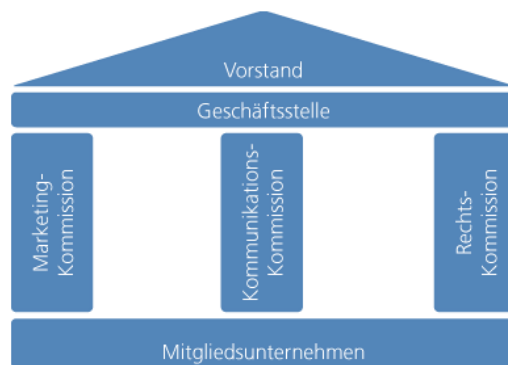 Vorstand
Geschäftsstelle
Marketing-
Kommission
Kommunikations-
Kommission
Rechts-
Kommission
Mitgliedsunternehmen